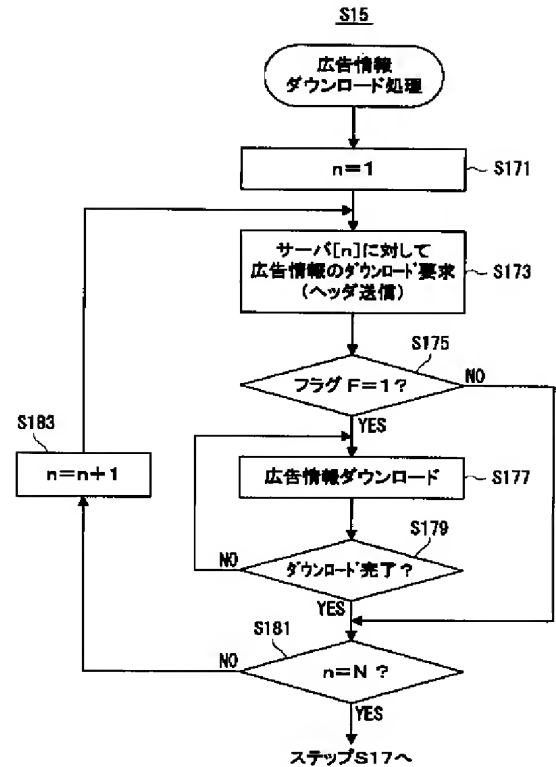 S15
広告情報
ダウンロード処理
n=1
S171
サーバ[n]に対して
広告情報のダウンロード要求
(ヘッダ送信)
S173
S175
フラグ F=1?
NO
YES
S183
n=n+1
広告情報ダウンロード
S177
S179
NO
ダウンロード完了?
YES
S181
NO
n=N ?
YES
ステップS17へ